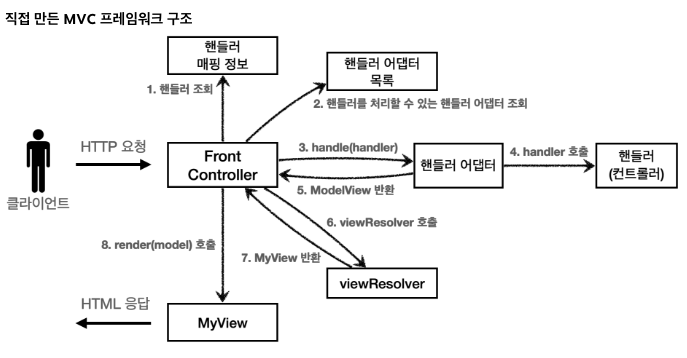 직접 만든 MVC 프레임워크 구조
핸들러
매핑 정보
핸들러 어댑터
목록
1. 핸들러 조회
2. 핸들러를 처리할 수 있는 핸들러 어댑터 조회
HTTP 요청
Front
Controller
3. handle(handler)
핸들러 어댑터
4. handler 호출
핸들러
(컨트롤러)
클라이언트
5. ModelView 반환
6. viewResolver 호출
8. render(model) 호출
7. MyView 반환
viewResolver
HTML 응답
MyView